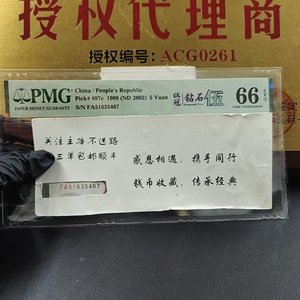 授权代理商
授权编号: ACG0261
PMG
PAPER MONEY GUARANTY
China / People's Republic
Pick# 897c 1999 (ND 2002) 5 Yuan
S/N FA51635467
钻石伍
66 EPQ
Gem Uncirculated
关注主播不迷路
三单包邮顺丰
感恩相遇，携手同行
钱币收藏，传承经典
FA51635467